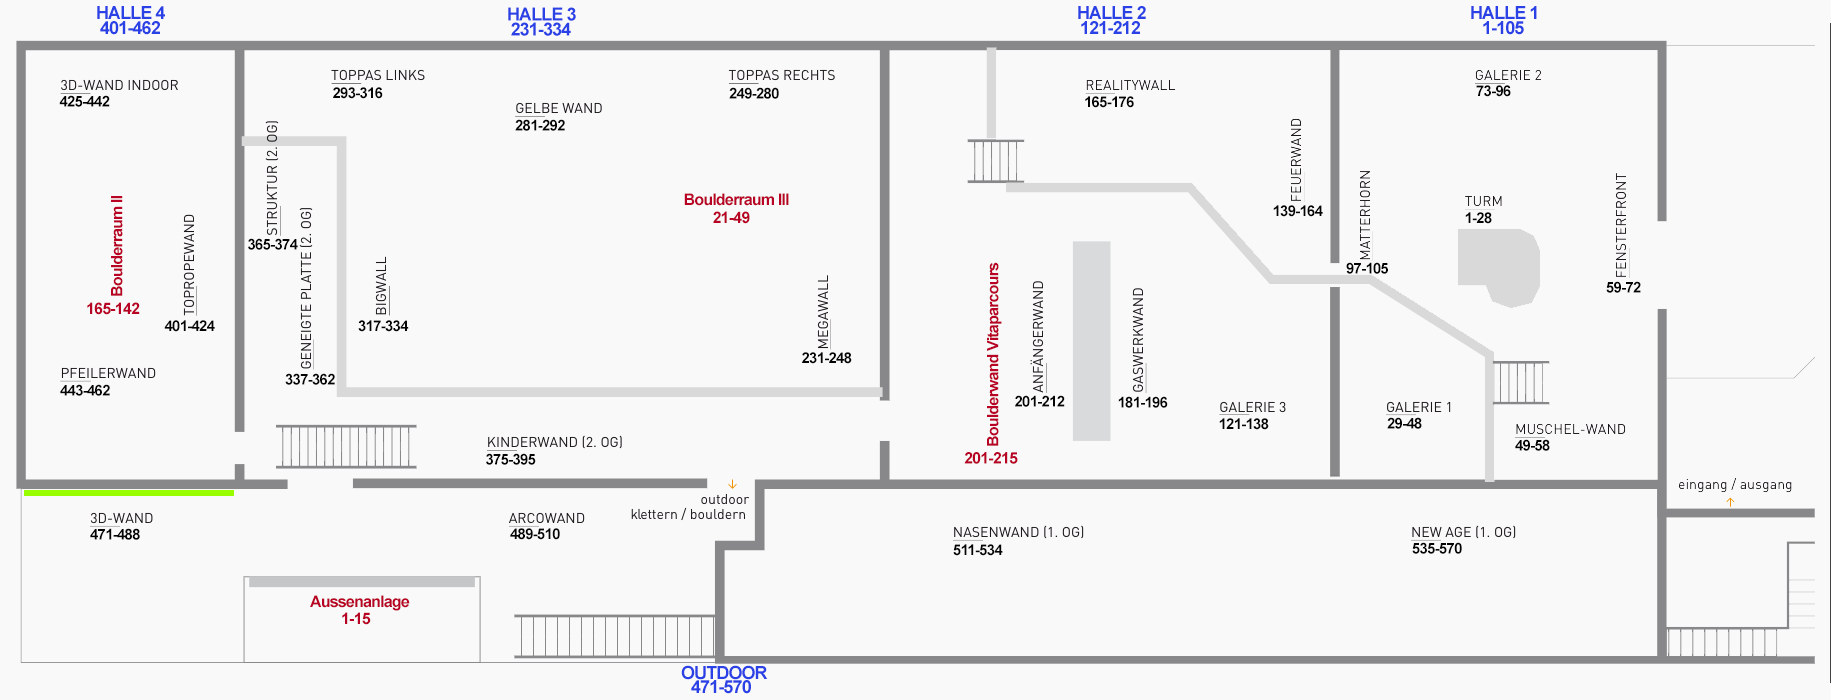 HALLE 4
401-462
HALLE 3
231-334
HALLE 2
121-212
HALLE 1
1-105
3D-WAND INDOOR
425-442
TOPPAS LINKS
293-316
GELBE WAND
281-292
TOPPAS RECHTS
249-280
REALITYWALL
165-176
GALERIE 2
73-96
STRUKTUR (2. OG)
365-374
GENEIGTE PLATTE (2. OG)
337-362
BIGWALL
317-334
Boulderraum II
165-142
TOPROPEWAND
401-424
PFEILERWAND
443-462
Boulderraum III
21-49
MEGAWALL
231-248
KINDERWAND (2. OG)
375-395
FEUERWAND
139-164
MATTERHORN
97-105
TURM
1-28
FENSTERFRONT
59-72
Boulderwand Vitaparcours
201-215
ANFÄNGERWAND
201-212
GASWERKWAND
181-196
GALERIE 3
121-138
GALERIE 1
29-48
MUSCHEL-WAND
49-58
eingang / ausgang
outdoor
klettern / bouldern
3D-WAND
471-488
ARCOWAND
489-510
NASENWAND (1. OG)
511-534
NEW AGE (1. OG)
535-570
Aussenanlage
1-15
OUTDOOR
471-570